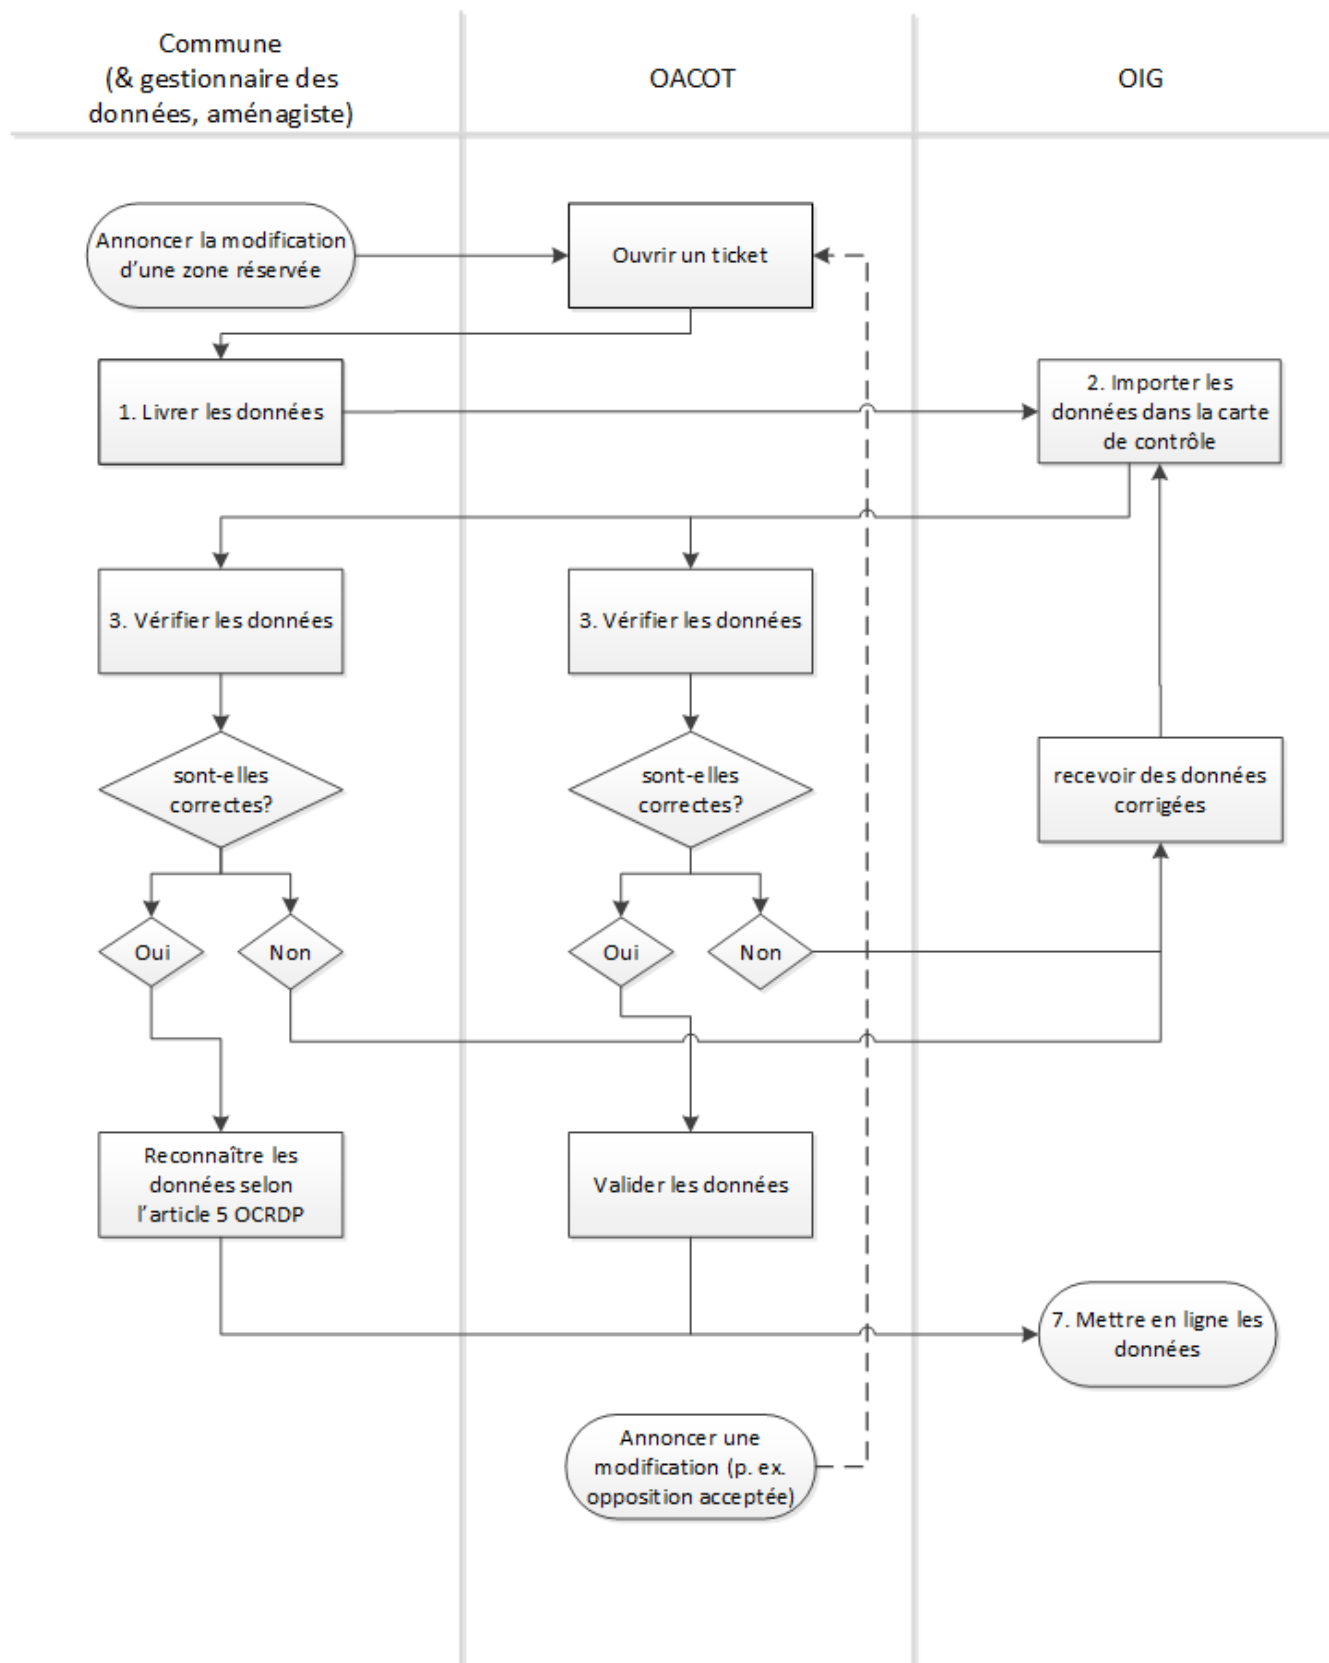 Commune
(& gestionnaire des
données, aménagiste)
OACOT
OIG
Annoncer la modification
d'une zone réservée
Ouvrir un ticket
1. Livrer les données
2. Importer les
données dans la carte
de contrôle
3. Vérifier les données
3. Vérifier les données
sont-elles
correctes?
sont-elles
correctes?
recevoir des données
corrigées
Oui
Non
Oui
Non
Reconnaître les
données selon
l'article 5 OCRDP
Valider les données
7. Mettre en ligne les
données
Annoncer une
modification (p. ex.
opposition acceptée)